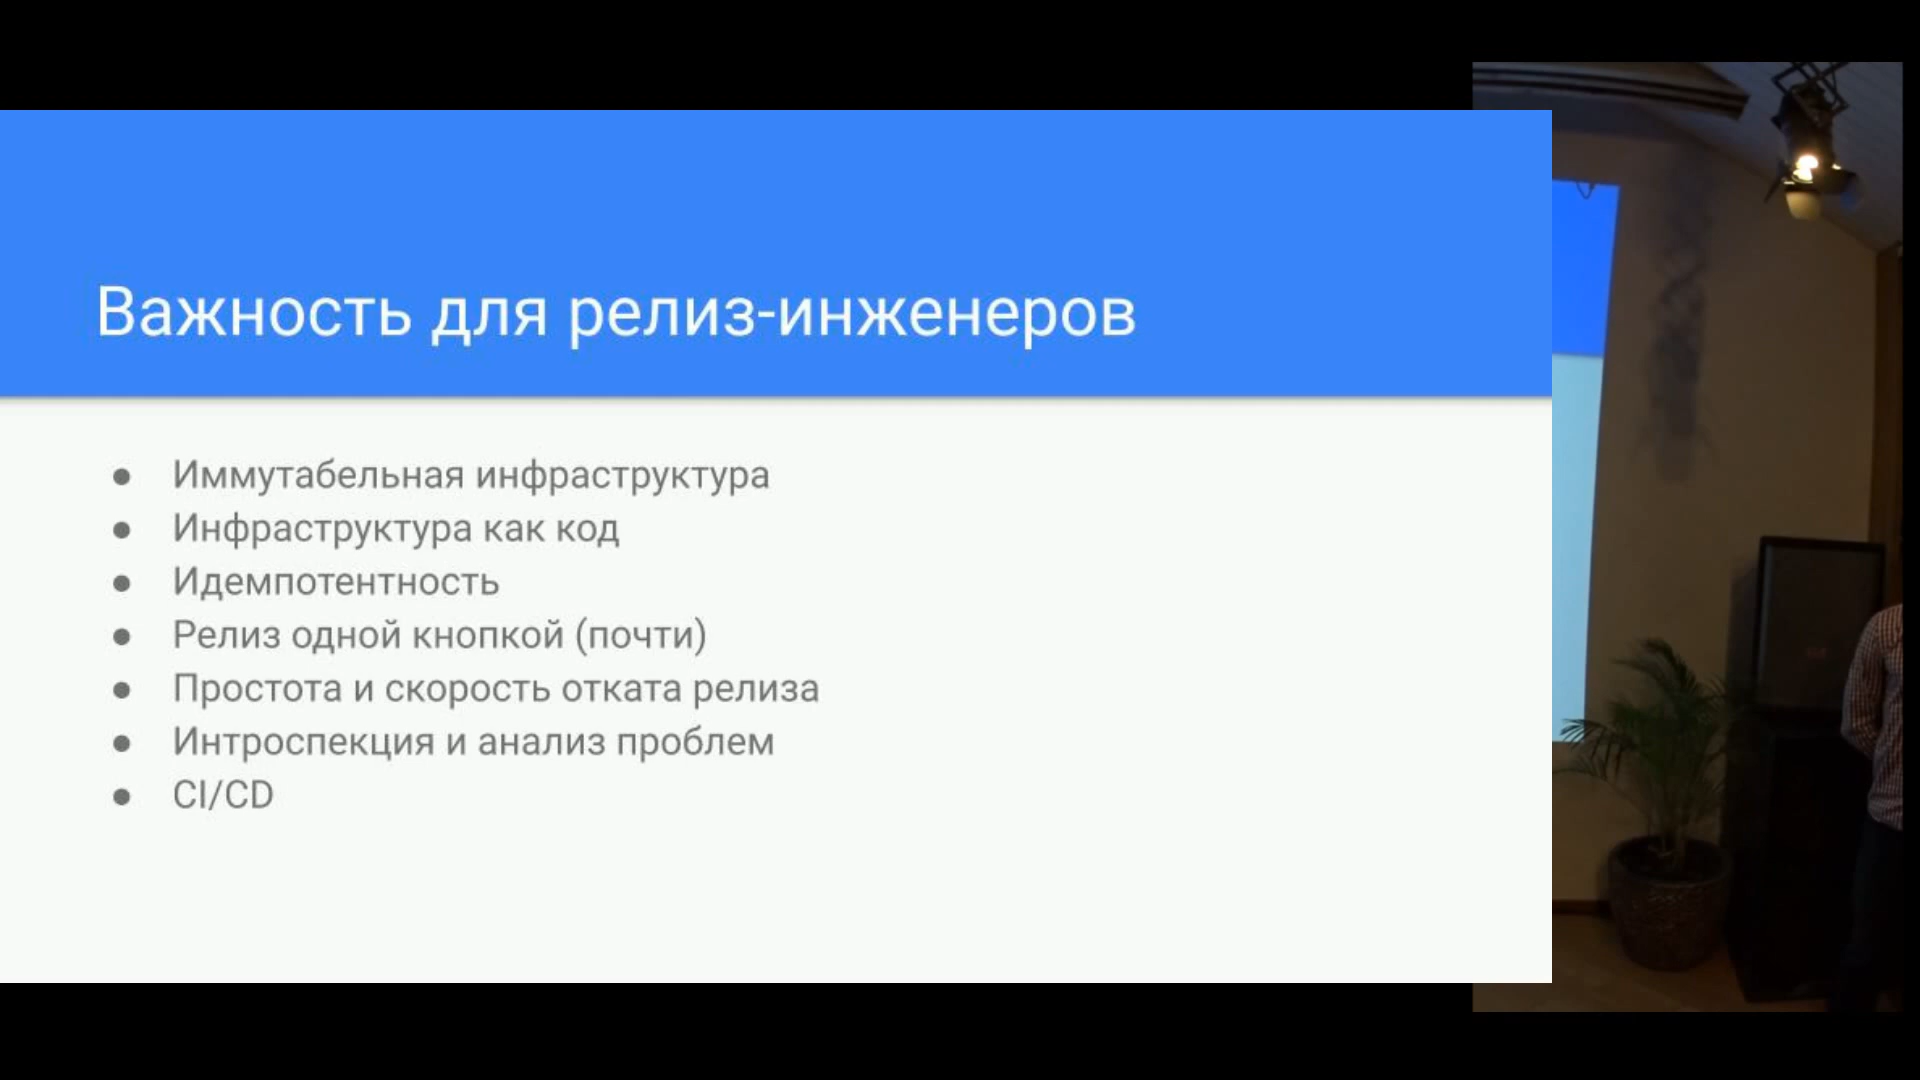 Важность для релиз-инженеров
● Иммутабельная инфраструктура
● Инфраструктура как код
● Идемпотентность
● Релиз одной кнопкой (почти)
● Простота и скорость отката релиза
● Интроспекция и анализ проблем
● CI/CD